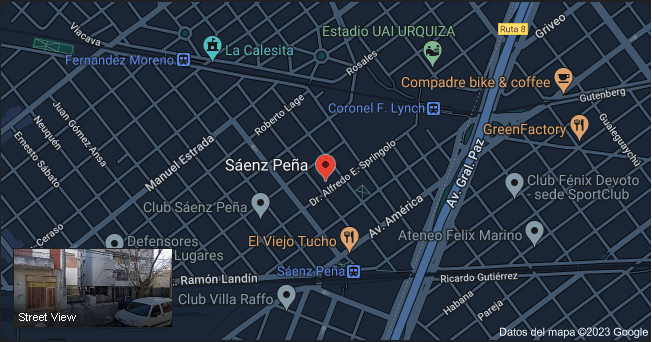 Viacava
La Calesita
Fernandez Moreno
Estadio UAI URQUIZA
Rosales
Ruta 8
Griveo
Compadre bike & coffee
Gutenberg
Coronel F. Lynch
GreenFactory
Gualeguaychú
Juan Gómez Ansa
Neuquén
Ernesto Sábato
Roberto Lage
Manuel Estrada
Sáenz Peña
Dr. Alfredo E. Springolo
Av. Gral. Paz
Club Fénix Devoto
- sede SportClub
Club Sáenz Peña
Av. América
El Viejo Tucho
Ateneo Felix Marino
Ceraso
Defensores
Lugares
Ramón Landín
Sáenz Peña
Ricardo Gutiérrez
Club Villa Raffo
Habana
Pareja
Street View
Datos del mapa ©2023 Google